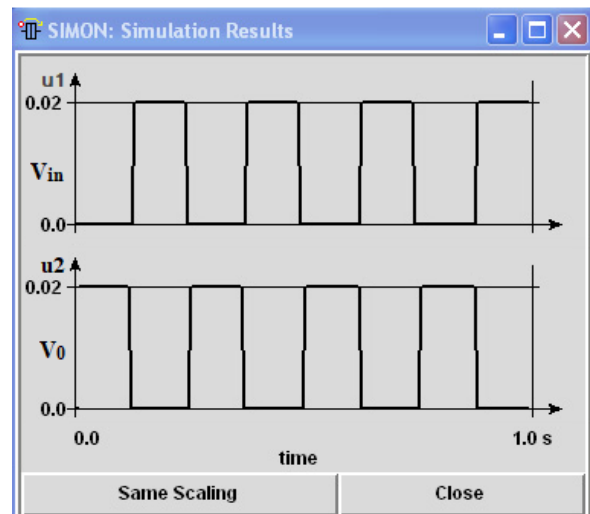 SIMON: Simulation Results
u1
0.02
Vin
0.0
u2
0.02
V0
0.0
0.0 1.0 s
time
Same Scaling Close